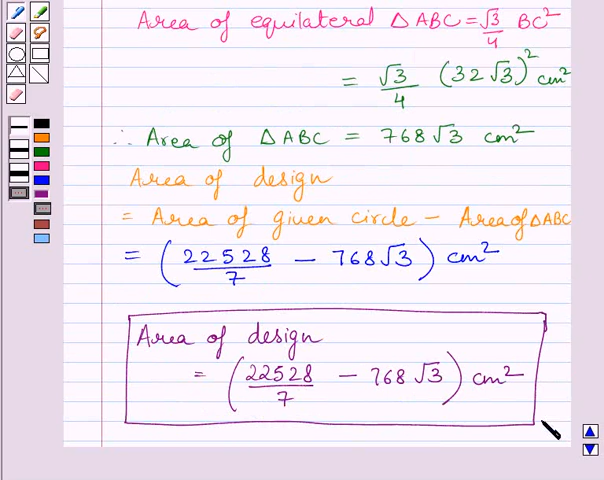 Area of equilateral △ABC = √3/4 BC²
= √3/4 (32√3)² cm²
∴ Area of △ABC = 768√3 cm²
Area of design
= Area of given circle – Area of △ABC
= (22528/7 – 768√3) cm²
Area of design
= (22528/7 – 768√3) cm²